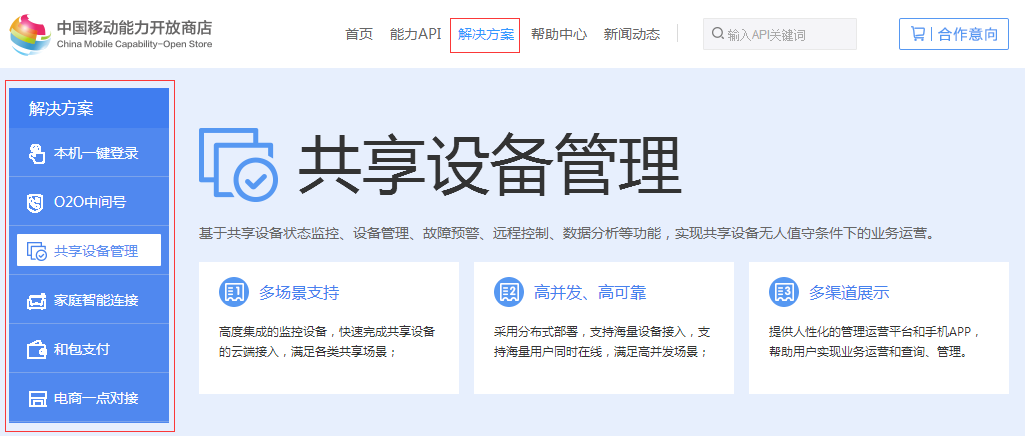 中国移动能力开放商店
China Mobile Capability-Open Store
首页 能力API 解决方案 帮助中心 新闻动态
输入API关键词
合作意向
解决方案
本机一键登录
O2O中间号
共享设备管理
家庭智能连接
和包支付
电商一点对接
共享设备管理
基于共享设备状态监控、设备管理、故障预警、远程控制、数据分析等功能，实现共享设备无人值守条件下的业务运营。
1 多场景支持
高度集成的监控设备，快速完成共享设备
的云端接入，满足各类共享场景；
2 高并发、高可靠
采用分布式部署，支持海量设备接入，支
持海量用户同时在线，满足高并发场景；
3 多渠道展示
提供人性化的管理运营平台和手机APP，
帮助用户实现业务运营和查询、管理。